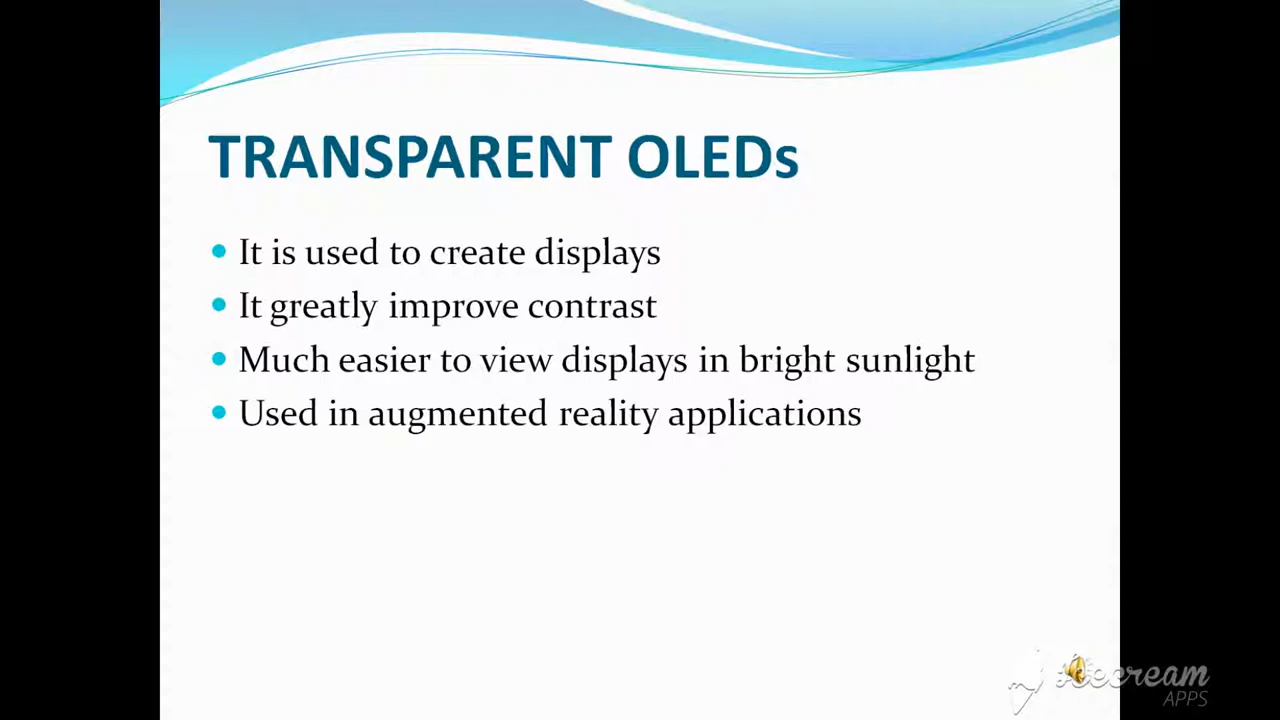 TRANSPARENT OLEDs
It is used to create displays
It greatly improve contrast
Much easier to view displays in bright sunlight
Used in augmented reality applications
Icecream
APPS